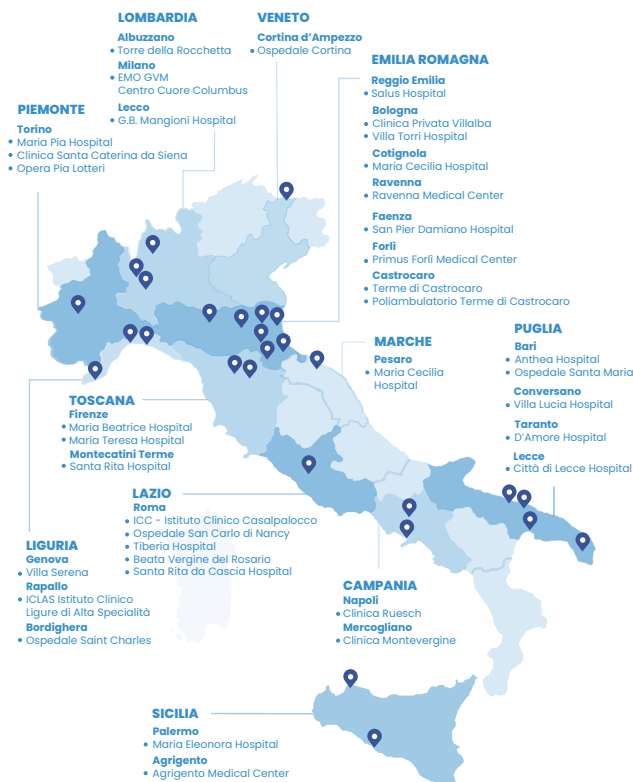 LOMBARDIA
Albuzzano
Torre della Rocchetta
Milano
EMO GVM
Centro Cuore Columbus
Lecco
G.B. Mangioni Hospital
VENETO
Cortina d'Ampezzo
Ospedale Cortina
EMILIA ROMAGNA
Reggio Emilia
Salus Hospital
Bologna
Clinica Privata Villalba
Villa Torri Hospital
Cotignola
Maria Cecilia Hospital
Ravenna
Ravenna Medical Center
Faenza
San Pier Damiano Hospital
Forlì
Primus Forlì Medical Center
Castrocaro
Terme di Castrocaro
Poliambulatorio Terme di Castrocaro
PIEMONTE
Torino
Maria Pia Hospital
Clinica Santa Caterina da Siena
Opera Pia Lotteri
MARCHE
Pesaro
Maria Cecilia
Hospital
PUGLIA
Bari
Anthea Hospital
Ospedale Santa Maria
Conversano
Villa Lucia Hospital
Taranto
D'Amore Hospital
Lecce
Città di Lecce Hospital
TOSCANA
Firenze
Maria Beatrice Hospital
Maria Teresa Hospital
Montecatini Terme
Santa Rita Hospital
LAZIO
Roma
ICC - Istituto Clinico Casalpalocco
Ospedale San Carlo di Nancy
Tiberia Hospital
Beata Vergine del Rosario
Santa Rita da Cascia Hospital
LIGURIA
Genova
Villa Serena
Rapallo
ICLAS Istituto Clinico
Ligure di Alta Specialità
Bordighera
Ospedale Saint Charles
CAMPANIA
Napoli
Clinica Ruesch
Mercogliano
Clinica Montevergine
SICILIA
Palermo
Maria Eleonora Hospital
Agrigento
Agrigento Medical Center